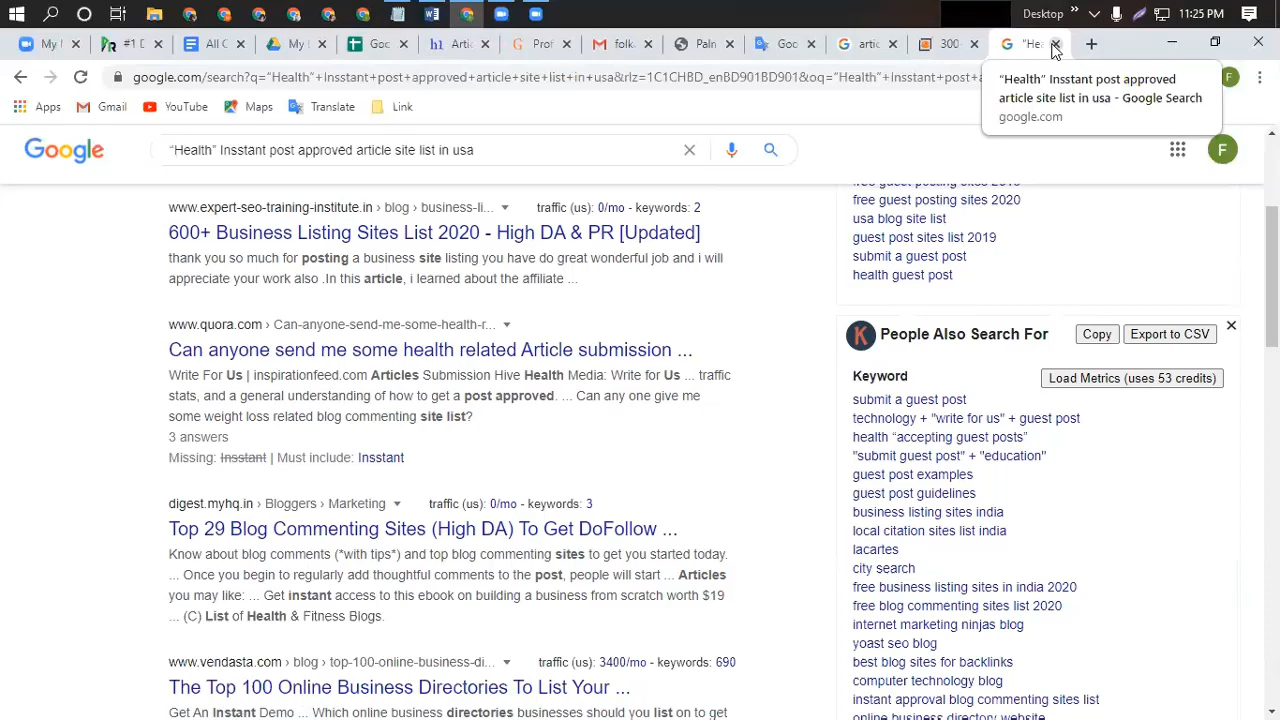 Desktop
11:25 PM
My I
#1 D
All C
My I
Goc
Artic
Prof
folk
Paln
Goc
artic
300
"He
google.com/search?q="Health"+Insstant+post+approved+article+site+list+in+usa&rlz=1C1CHBD_enBD901BD901&oq="Health"+Insstant+post+a
F
"Health" Insstant post approved
article site list in usa - Google Search
google.com
Apps
Gmail
YouTube
Maps
Translate
Link
Google
"Health" Insstant post approved article site list in usa
F
www.expert-seo-training-institute.in › blog › business-li...
traffic (us): 0/mo - keywords: 2
600+ Business Listing Sites List 2020 - High DA & PR [Updated]
thank you so much for posting a business site listing you have do great wonderful job and i will
appreciate your work also .In this article, i learned about the affiliate ...
www.quora.com › Can-anyone-send-me-some-health-r...
Can anyone send me some health related Article submission ...
Write For Us | inspirationfeed.com Articles Submission Hive Health Media: Write for Us ... traffic
stats, and a general understanding of how to get a post approved. ... Can any one give me
some weight loss related blog commenting site list?
3 answers
Missing: Insstant | Must include: Insstant
digest.myhq.in › Bloggers › Marketing
traffic (us): 0/mo - keywords: 3
Top 29 Blog Commenting Sites (High DA) To Get DoFollow ...
Know about blog comments (*with tips*) and top blog commenting sites to get you started today.
... Once you begin to regularly add thoughtful comments to the post, people will start ... Articles
you may like: ... Get instant access to this ebook on building a business from scratch worth $19
... (C) List of Health & Fitness Blogs.
www.vendasta.com › blog › top-100-online-business-di...
traffic (us): 3400/mo - keywords: 690
The Top 100 Online Business Directories To List Your ...
Get An Instant Demo ... Which online business directories businesses should you list on to get
free guest posting sites 2019
free guest posting sites 2020
usa blog site list
guest post sites list 2019
submit a guest post
health guest post
K
People Also Search For
Copy
Export to CSV
Keyword
Load Metrics (uses 53 credits)
submit a guest post
technology + "write for us" + guest post
health "accepting guest posts"
"submit guest post" + "education"
guest post examples
guest post guidelines
business listing sites india
local citation sites list india
lacartes
city search
free business listing sites in india 2020
free blog commenting sites list 2020
internet marketing ninjas blog
yoast seo blog
best blog sites for backlinks
computer technology blog
instant approval blog commenting sites list
online business directory website